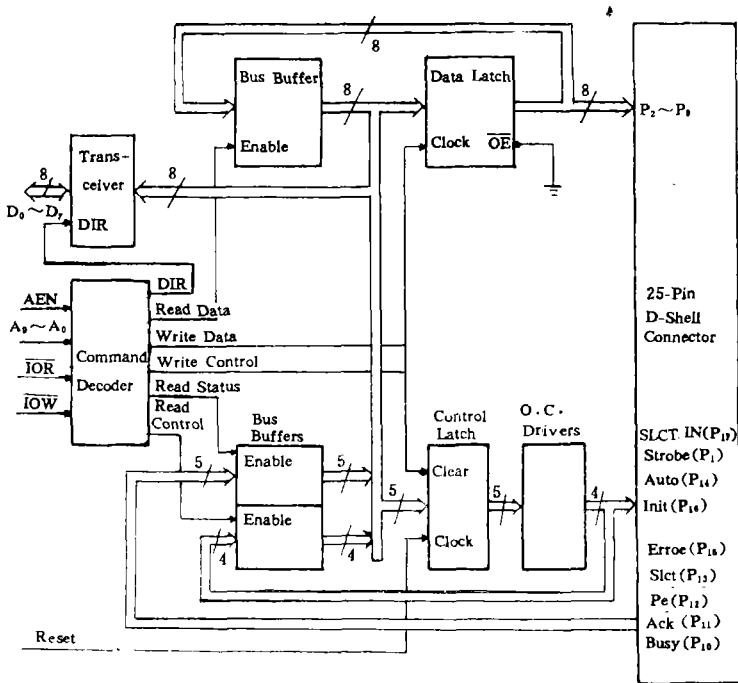 8
Bus Buffer
Data Latch
8
8
8
P₂~P₉
Enable
Clock
O̅E̅
Trans-
ceiver
8
8
D₀~D₇
DIR
DIR
AEN
Read Data
A₉~A₀
Write Data
Command
Decoder
Write Control
I̅O̅R̅
Read Status
I̅O̅W̅
Read
Control
Bus
Buffers
Control
Latch
O.C.
Drivers
25-Pin
D-Shell
Connector
Enable
5
5
Clear
5
5
4
Enable
Clock
4
4
SLCT IN(P₁₇)
Strobe(P₁)
Auto(P₁₄)
Init(P₁₆)
Erroe(P₁₅)
Slct(P₁₃)
Pe(P₁₂)
Ack(P₁₁)
Busy(P₁₀)
Reset